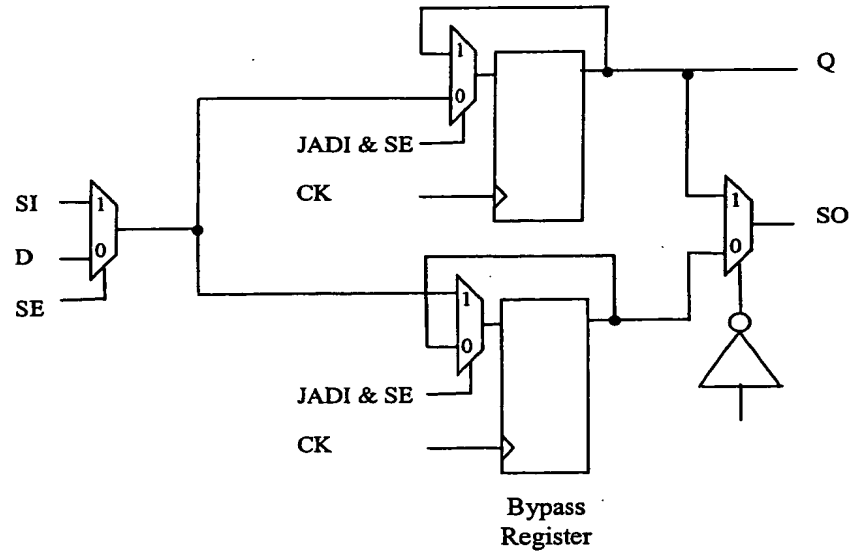 1
Q
0
JADI & SE
CK
SI
1
1
SO
D
0
0
SE
1
0
JADI & SE
CK
Bypass
Register